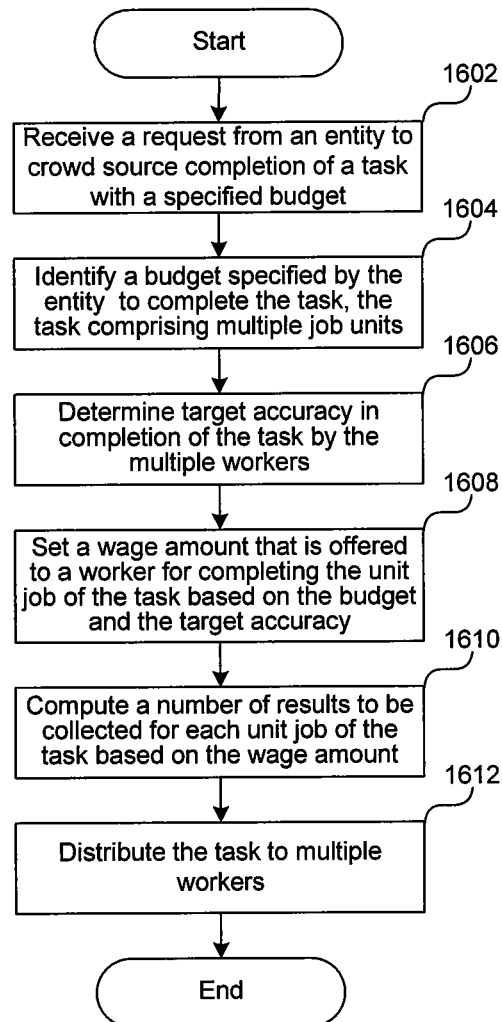 Start
1602
Receive a request from an entity to
crowd source completion of a task
with a specified budget
1604
Identify a budget specified by the
entity to complete the task, the
task comprising multiple job units
1606
Determine target accuracy in
completion of the task by the
multiple workers
1608
Set a wage amount that is offered
to a worker for completing the unit
job of the task based on the budget
and the target accuracy
1610
Compute a number of results to be
collected for each unit job of the
task based on the wage amount
1612
Distribute the task to multiple
workers
End